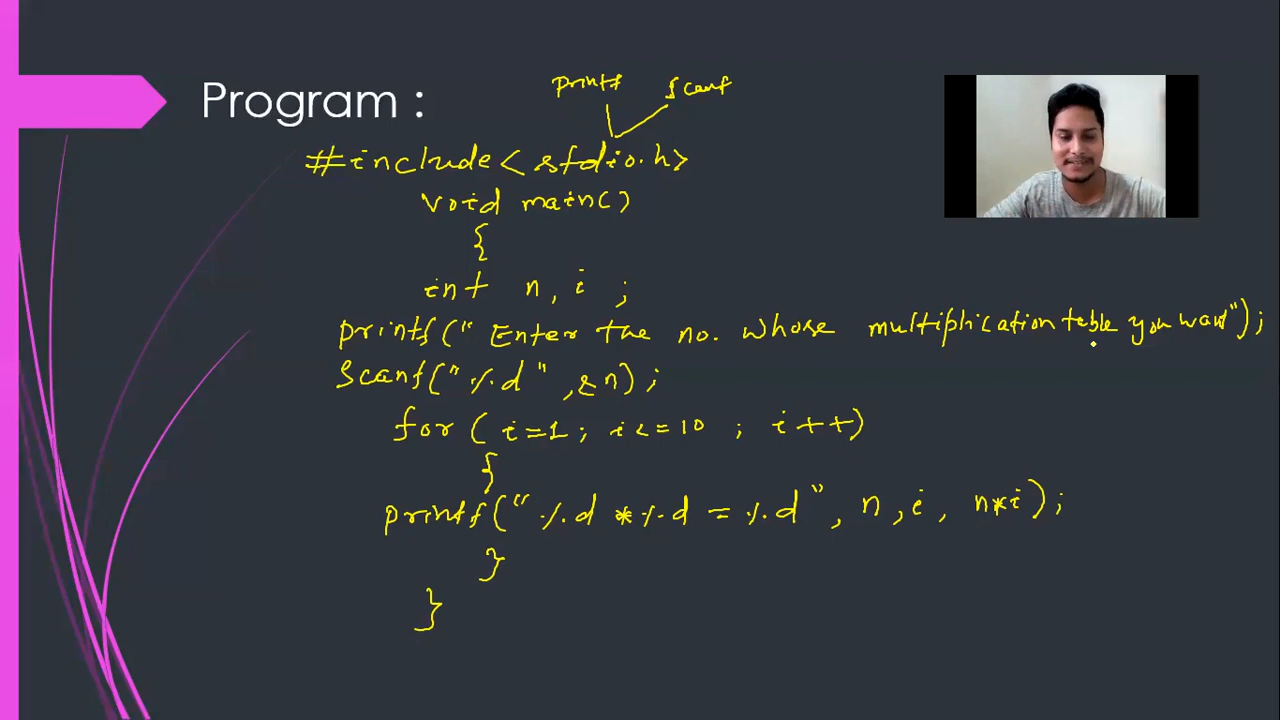 Program :
printf scanf
#include<stdio.h>
void main()
{
int n, i ;
printf(" Enter the no. whose multiplication table you want");
scanf("%d" ,&n);
for ( i=1; i<=10 ; i++)
{
printf("%d *%d = %d", n, i, n*i);
}
}